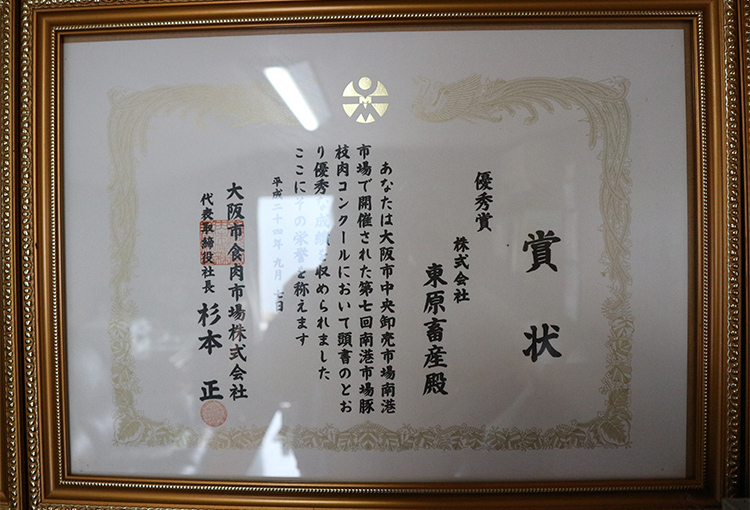 賞状
優秀賞
株式会社
東原畜産殿
あなたは大阪市中央卸売市場南港
市場で開催された第七回南港市場豚
枝肉コンクールにおいて頭書のとお
り優秀な成績を収められました
ここにその栄誉を称えます
平成二十四年九月七日
大阪市食肉市場株式会社
代表取締役社長 杉本 正